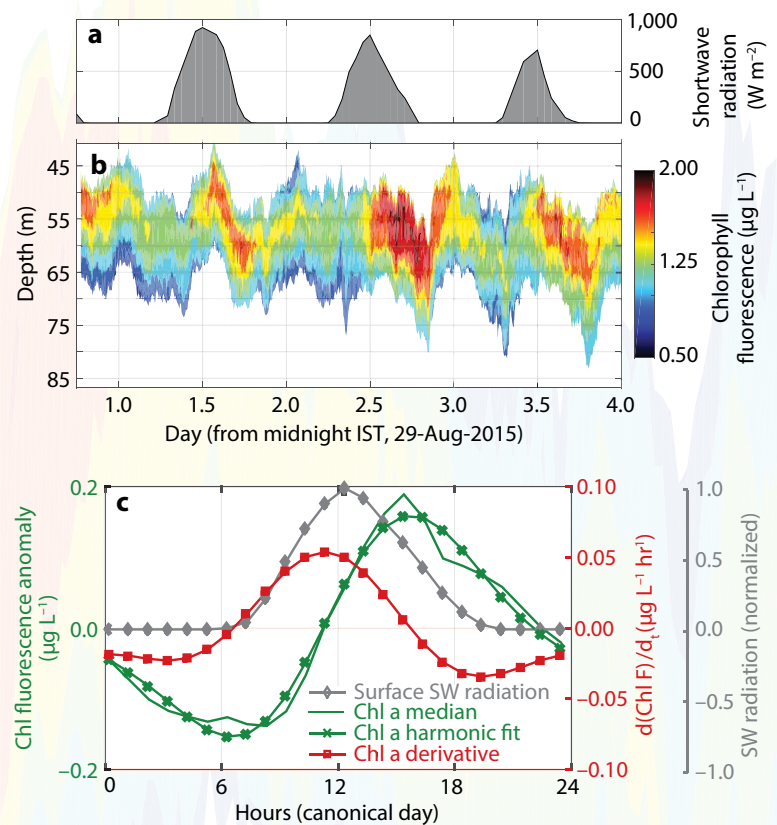 a
1,000
500
0
Shortwave
radiation
(W m⁻²)
b
45
55
65
75
85
Depth (m)
2.00
1.25
0.50
Chlorophyll
fluorescence (µg L⁻¹)
1.0 1.5 2.0 2.5 3.0 3.5 4.0
Day (from midnight IST, 29-Aug-2015)
c
0.2
0.0
−0.2
Chl fluorescence anomaly
(µg L⁻¹)
0.10
0.05
0.00
−0.05
−0.10
d(Chl F)/dₜ (µg L⁻¹ hr¹)
1.0
0.5
0.0
−0.5
−1.0
SW radiation (normalized)
Surface SW radiation
Chl a median
Chl a harmonic fit
Chl a derivative
0 6 12 18 24
Hours (canonical day)